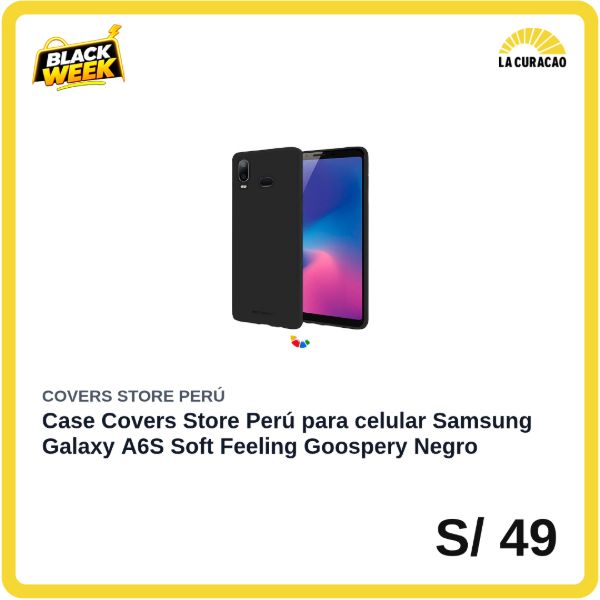 BLACK
WEEK
LA CURACAO
COVERS STORE PERÚ
Case Covers Store Perú para celular Samsung
Galaxy A6S Soft Feeling Goospery Negro
S/ 49